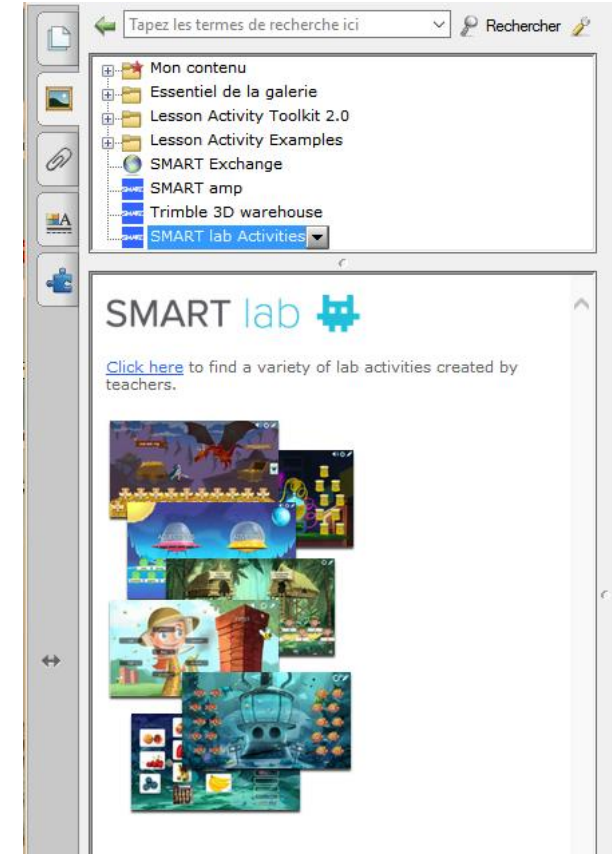 Tapez les termes de recherche ici
Rechercher
Mon contenu
Essentiel de la galerie
Lesson Activity Toolkit 2.0
Lesson Activity Examples
SMART Exchange
SMART amp
Trimble 3D warehouse
SMART lab Activities
SMART lab
Click here to find a variety of lab activities created by
teachers.